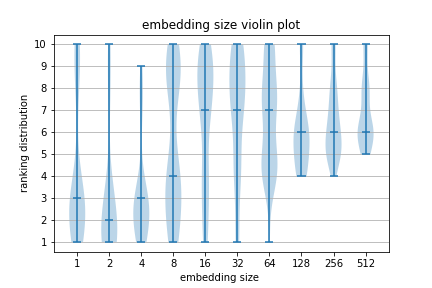 embedding size violin plot
10
9
8
7
6
5
4
3
2
1
ranking distribution
1 2 4 8 16 32 64 128 256 512
embedding size